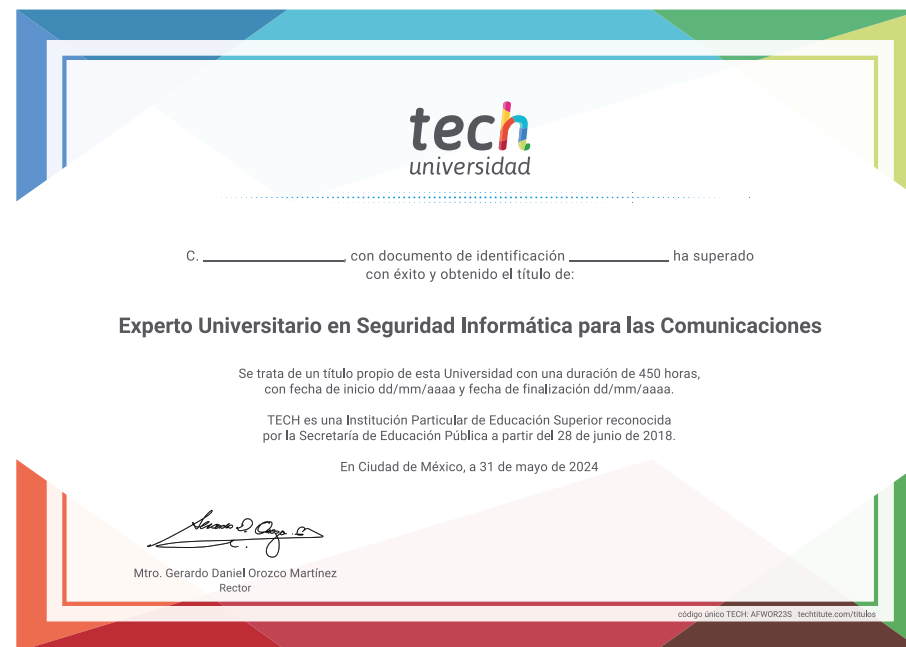 tech
universidad
C. ____________, con documento de identificación ____________ ha superado
con éxito y obtenido el título de:
Experto Universitario en Seguridad Informática para las Comunicaciones
Se trata de un título propio de esta Universidad con una duración de 450 horas,
con fecha de inicio dd/mm/aaaa y fecha de finalización dd/mm/aaaa.
TECH es una Institución Particular de Educación Superior reconocida
por la Secretaría de Educación Pública a partir del 28 de junio de 2018.
En Ciudad de México, a 31 de mayo de 2024
Mtro. Gerardo Daniel Orozco Martínez
Rector
código único TECH: AFWOR23S techtitute.com/titulos